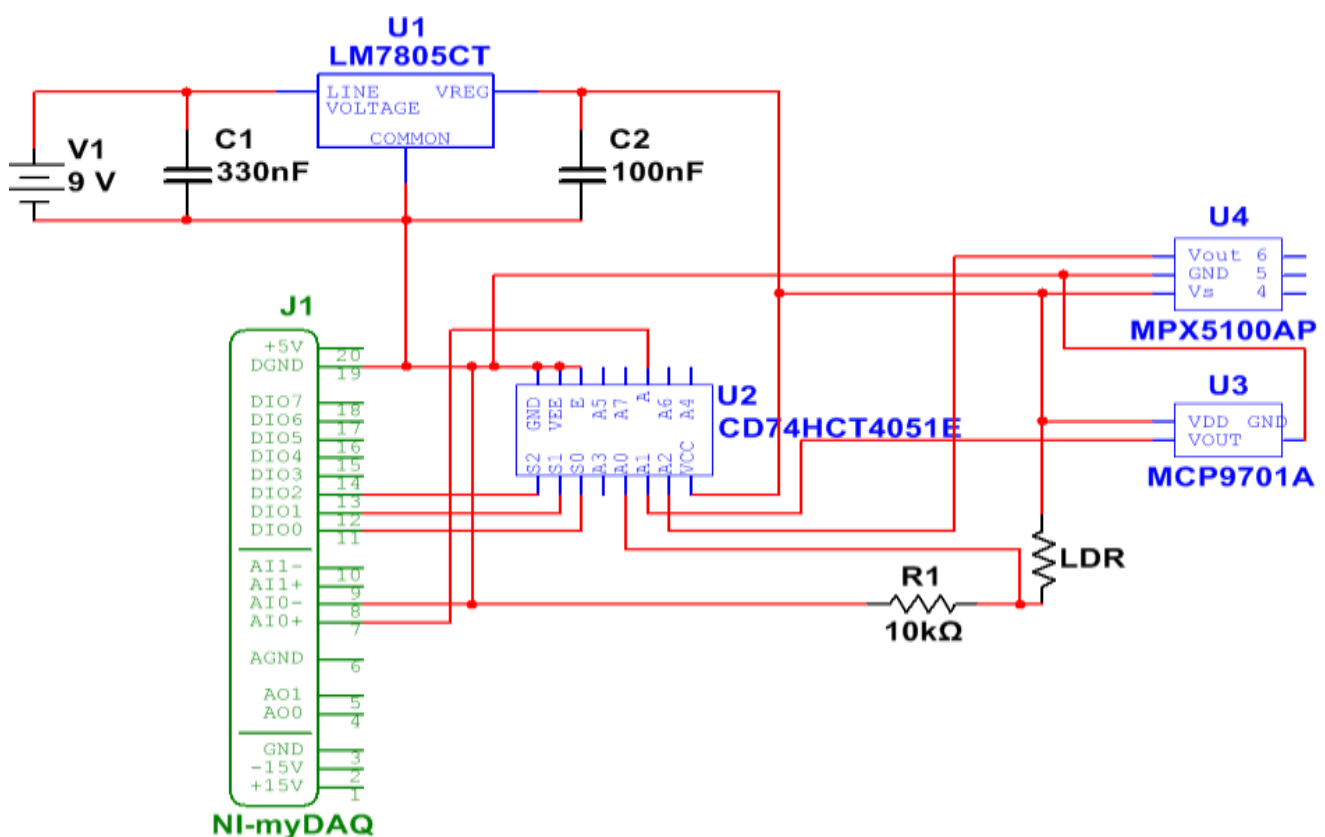 U1
LM7805CT
LINE VREG
VOLTAGE
COMMON
V1
9 V
C1
330nF
C2
100nF
U4
Vout 6
GND 5
Vs 4
MPX5100AP
U3
VDD GND
VOUT
MCP9701A
J1
+5V 20
DGND 19
DIO7 18
DIO6 17
DIO5 16
DIO4 15
DIO3 14
DIO2 13
DIO1 12
DIO0 11
AI1- 10
AI1+ 9
AI0- 8
AI0+ 7
AGND 6
AO1 5
AO0 4
GND 3
-15V 2
+15V 1
NI-myDAQ
GND VEE E A5 A7 A A6 A4
S2 S1 S0 A3 A0 A1 A2 VCC
U2
CD74HCT4051E
LDR
R1
10kΩ